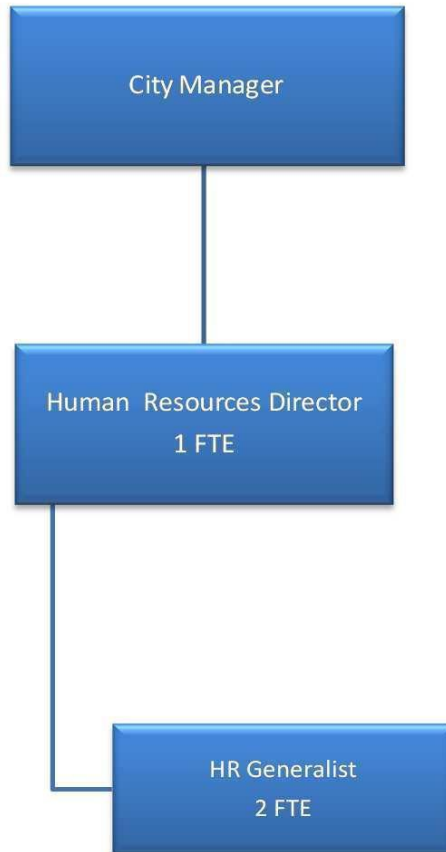 City Manager
Human Resources Director
1 FTE
HR Generalist
2 FTE